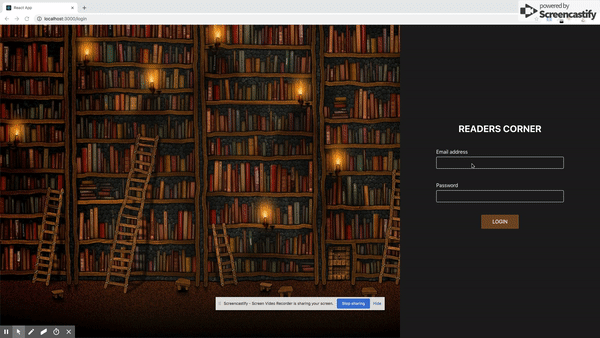 React App
powered by
Screencastify
localhost:3000/login
READERS CORNER
Email address
Password
LOGIN
Screencastify - Screen Video Recorder is sharing your screen.
Stop sharing
Hide